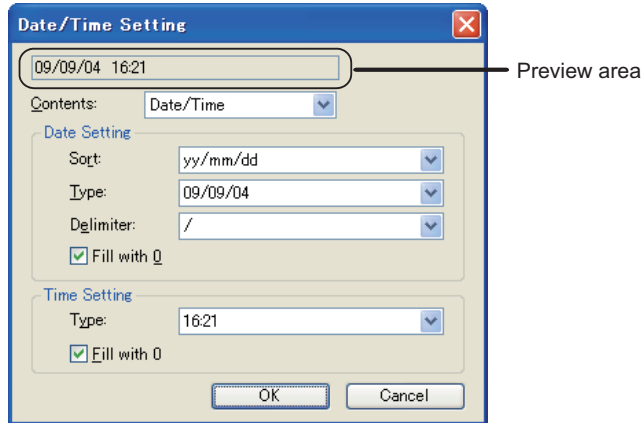 Date/Time Setting
09/09/04 16:21
Preview area
Contents: Date/Time
Date Setting
Sort: yy/mm/dd
Type: 09/09/04
Delimiter: /
Fill with 0
Time Setting
Type: 16:21
Fill with 0
OK Cancel